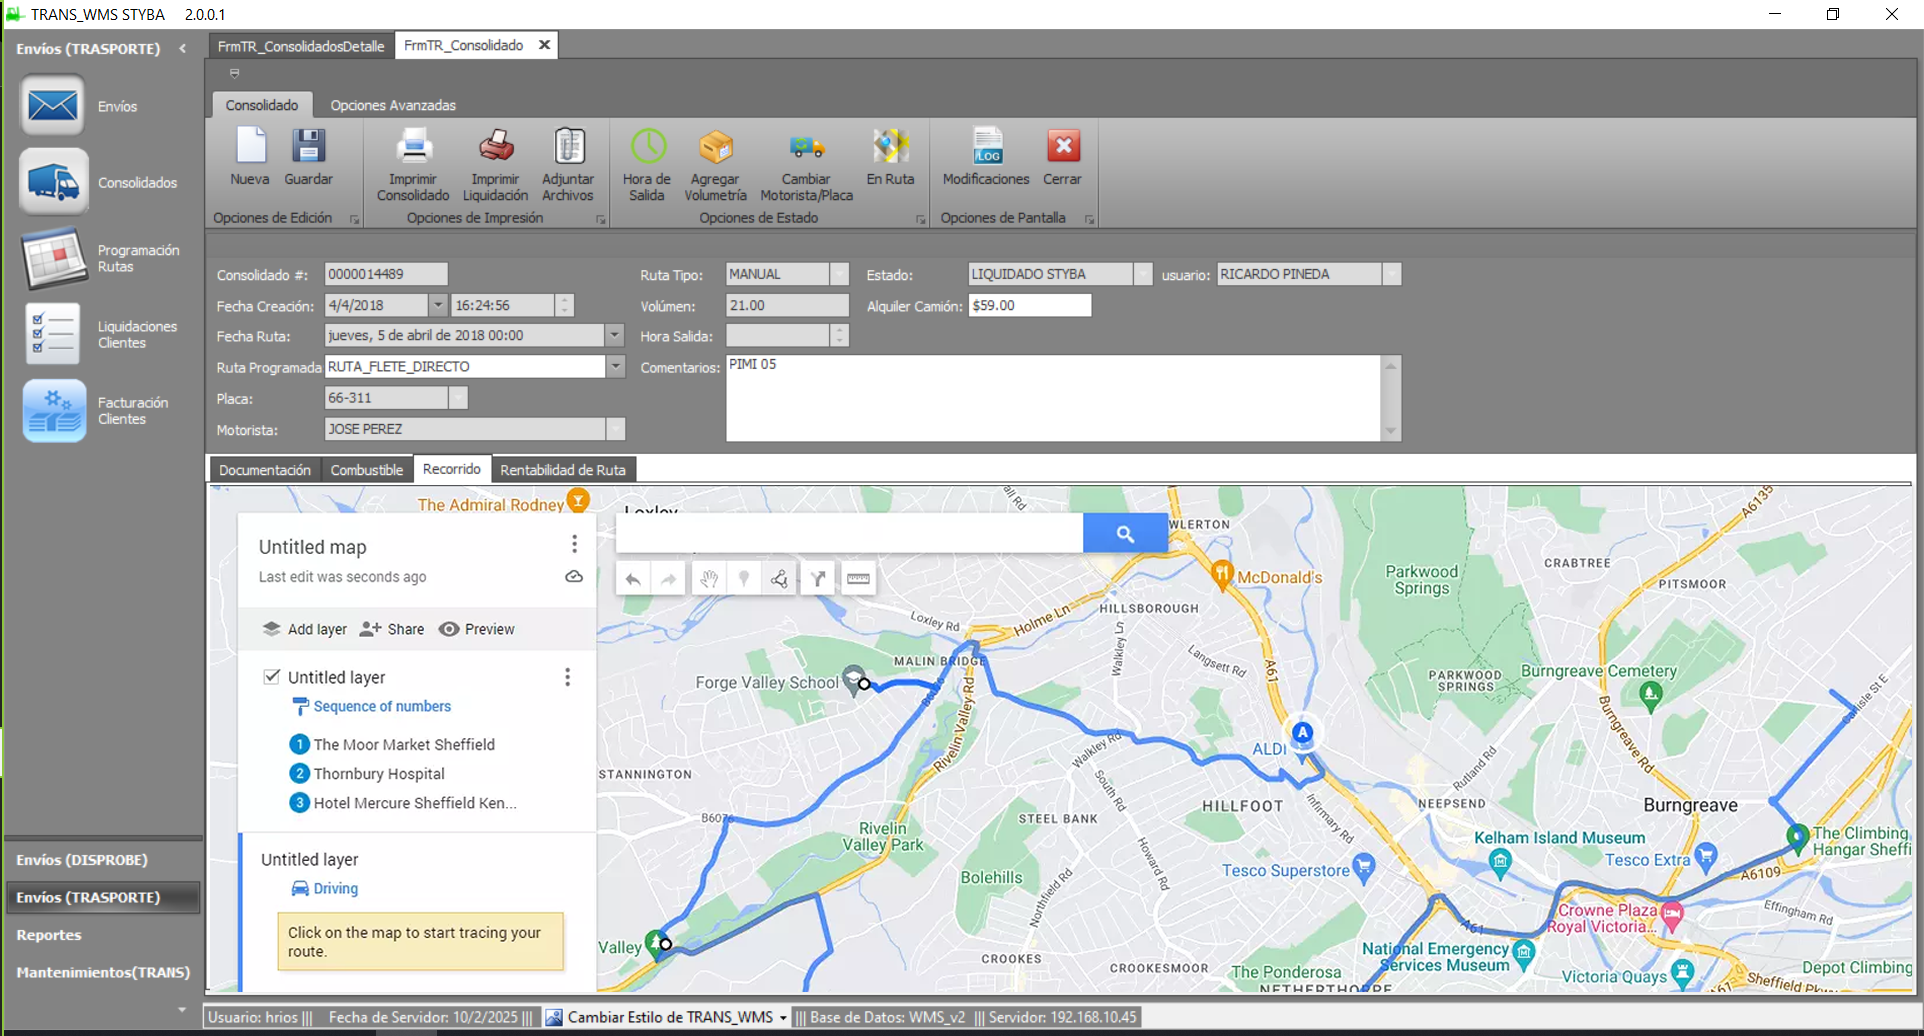 TRANS_WMS STYBA 2.0.0.1
Envíos (TRASPORTE)
Envíos
Consolidados
Programación
Rutas
Liquidaciones
Clientes
Facturación
Clientes
Envíos (DISPROBE)
Envíos (TRASPORTE)
Reportes
Mantenimientos(TRANS)
FrmTR_ConsolidadosDetalle
FrmTR_Consolidado
Consolidado
Opciones Avanzadas
Nueva
Guardar
Opciones de Edición
Imprimir
Consolidado
Imprimir
Liquidación
Adjuntar
Archivos
Opciones de Impresión
Hora de
Salida
Agregar
Volumetría
Cambiar
Motorista/Placa
En Ruta
Opciones de Estado
LOG
Modificaciones
Cerrar
Opciones de Pantalla
Consolidado #: 0000014489
Fecha Creación: 4/4/2018 16:24:56
Fecha Ruta: jueves, 5 de abril de 2018 00:00
Ruta Programada RUTA_FLETE_DIRECTO
Placa: 66-311
Motorista: JOSE PEREZ
Ruta Tipo: MANUAL
Volúmen: 21.00
Hora Salida:
Comentarios: PIMI 05
Estado: LIQUIDADO STYBA
usuario: RICARDO PINEDA
Alquiler Camión: $59.00
Documentación
Combustible
Recorrido
Rentabilidad de Ruta
The Admiral Rodney
Untitled map
Last edit was seconds ago
Add layer
Share
Preview
Untitled layer
Sequence of numbers
1 The Moor Market Sheffield
2 Thornbury Hospital
3 Hotel Mercure Sheffield Ken...
Untitled layer
Driving
Click on the map to start tracing your
route.
Loxley
WLERTON
McDonald's
HILLSBOROUGH
Holme Ln
Loxley Rd
MALIN BRIDGE
Forge Valley School
B6076
Rivelin Valley Rd
Walkley Ln
Langsett Rd
A61
Parkwood
Springs
CRABTREE
PITSMOOR
A6135
Burngreave Cemetery
PARKWOOD
SPRINGS
Burngreave Rd
Carlisle St E
A
ALDI
STANNINGTON
Walkley Rd
South Rd
Rutland Rd
NEEPSEND
Burngreave
HILLFOOT
Infirmary Rd
B6076
STEEL BANK
Rivelin
Valley Park
Howard Rd
Kelham Island Museum
The Climbing
Hangar Sheffi
Tesco Superstore
Tesco Extra
A6109
Bolehills
Northfield Rd
Effingham Rd
Crowne Plaza
Royal Victoria...
A61
Valley
National Emergency
Services Museum
CROOKES
CROOKESMOOR
The Ponderosa
NETHERTHORPE
Victoria Quays
Depot Climbing
Sheffield Pk
A61
Usuario: hrios ||| Fecha de Servidor: 10/2/2025 ||| Cambiar Estilo de TRANS_WMS ||| Base de Datos: WMS_v2 ||| Servidor: 192.168.10.45